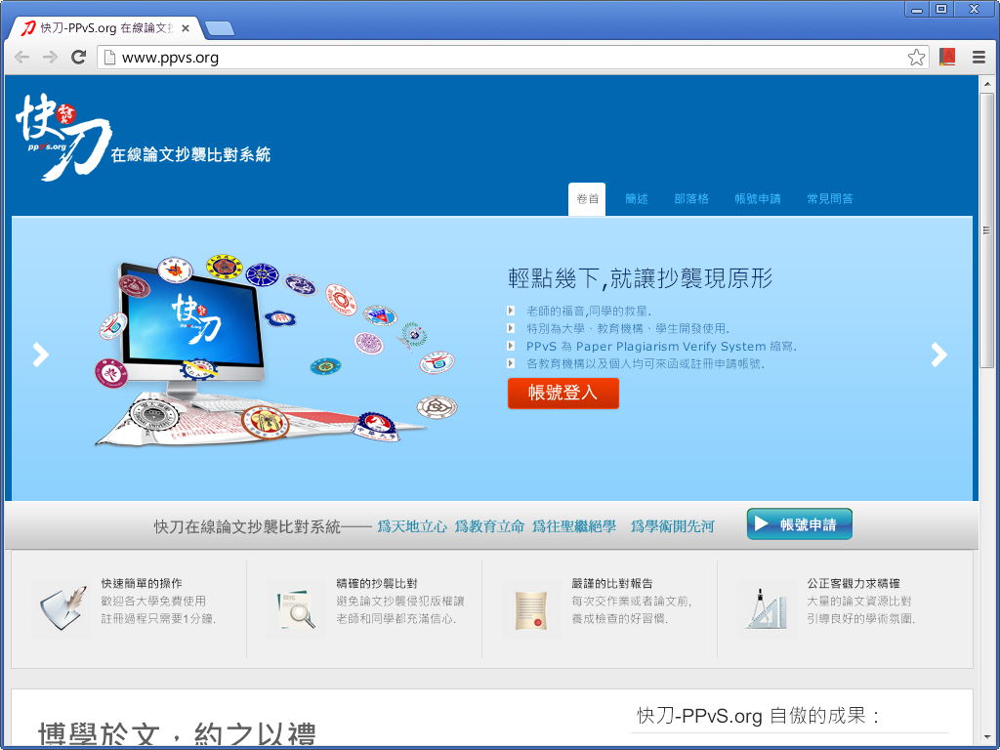 快刀-PPvS.org 在線論文抄
www.ppvs.org
快刀
ppvs.org
在線論文抄襲比對系統
卷首
簡述
部落格
帳號申請
常見問答
快刀
ppvs.org
輕點幾下,就讓抄襲現原形
老師的福音,同學的救星.
特別為大學、教育機構、學生開發使用.
PPvS 為 Paper Plagiarism Verify System 縮寫.
各教育機構以及個人均可來函或註冊申請帳號.
帳號登入
快刀在線論文抄襲比對系統—— 爲天地立心 爲教育立命 爲往聖繼絕學 爲學術開先河
帳號申請
快速簡單的操作
歡迎各大學免費使用
註冊過程只需要1分鐘.
精確的抄襲比對
避免論文抄襲侵犯版權讓
老師和同學都充滿信心.
嚴謹的比對報告
每次交作業或者論文前,
養成檢查的好習慣.
公正客觀力求精確
大量的論文資源比對
引導良好的學術氛圍.
博學於文，約之以禮
快刀-PPvS.org 自傲的成果：